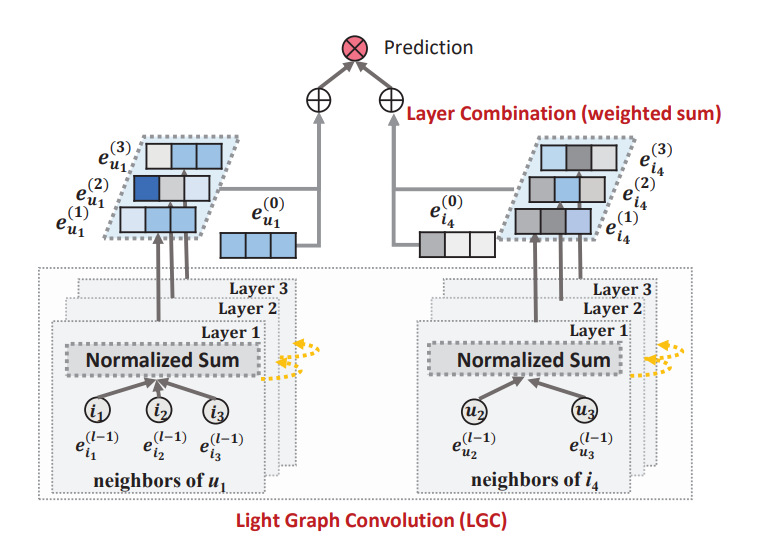 Prediction
Layer Combination (weighted sum)
e_{u_1}^{(3)}
e_{u_1}^{(2)}
e_{u_1}^{(1)}
e_{u_1}^{(0)}
e_{i_4}^{(0)}
e_{i_4}^{(3)}
e_{i_4}^{(2)}
e_{i_4}^{(1)}
Layer 3
Layer 2
Layer 1
Normalized Sum
i_1 i_2 i_3
e_{i_1}^{(l-1)} e_{i_2}^{(l-1)} e_{i_3}^{(l-1)}
neighbors of u_1
Layer 3
Layer 2
Layer 1
Normalized Sum
u_2 u_3
e_{u_2}^{(l-1)} e_{u_3}^{(l-1)}
neighbors of i_4
Light Graph Convolution (LGC)